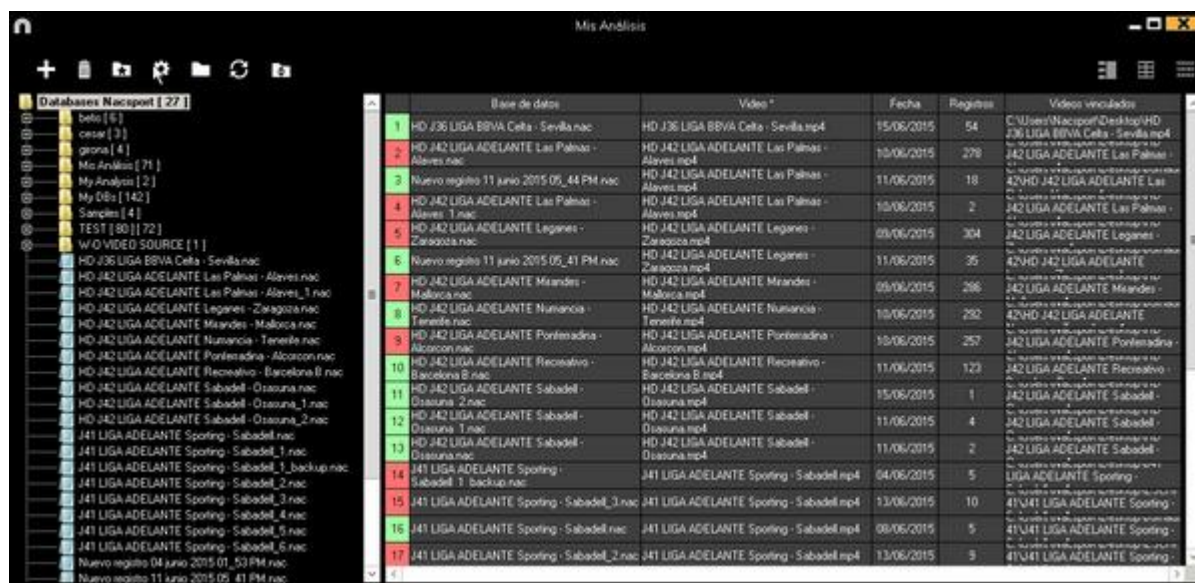 Mis Análisis
Databases Nacsport [ 27 ]
betis [ 6 ]
cesar [ 3 ]
girona [ 4 ]
Mis Análisis [ 71 ]
My Analysis [ 2 ]
My DBs [ 142 ]
Samples [ 4 ]
TEST [ 80 ] [ 72 ]
W-O VIDEO SOURCE [ 1 ]
HD J36 LIGA BBVA Celta - Sevilla.nac
HD J42 LIGA ADELANTE Las Palmas - Alaves.nac
HD J42 LIGA ADELANTE Las Palmas - Alaves_1.nac
HD J42 LIGA ADELANTE Leganes - Zaragoza.nac
HD J42 LIGA ADELANTE Mirandes - Mallorca.nac
HD J42 LIGA ADELANTE Numancia - Tenerife.nac
HD J42 LIGA ADELANTE Ponferradina - Alcorcon.nac
HD J42 LIGA ADELANTE Recreativo - Barcelona B.nac
HD J42 LIGA ADELANTE Sabadell - Osasuna.nac
HD J42 LIGA ADELANTE Sabadell - Osasuna_1.nac
HD J42 LIGA ADELANTE Sabadell - Osasuna_2.nac
J41 LIGA ADELANTE Sporting - Sabadell.nac
J41 LIGA ADELANTE Sporting - Sabadell_1.nac
J41 LIGA ADELANTE Sporting - Sabadell_1_backup.nac
J41 LIGA ADELANTE Sporting - Sabadell_2.nac
J41 LIGA ADELANTE Sporting - Sabadell_3.nac
J41 LIGA ADELANTE Sporting - Sabadell_4.nac
J41 LIGA ADELANTE Sporting - Sabadell_5.nac
J41 LIGA ADELANTE Sporting - Sabadell_6.nac
Nuevo registro 04 junio 2015 01_53 PM.nac
Nuevo registro 11 junio 2015 05_41 PM.nac
Base de datos Video * Fecha Registros Videos vinculados
1 HD J36 LIGA BBVA Celta - Sevilla.nac HD J36 LIGA BBVA Celta - Sevilla.mp4 15/06/2015 54 C:\Users\Nacsport\Desktop\HD
J36 LIGA BBVA Celta - Sevilla.mp4
2 HD J42 LIGA ADELANTE Las Palmas - HD J42 LIGA ADELANTE Las Palmas - 10/06/2015 278
Alaves.nac Alaves.mp4 J42 LIGA ADELANTE Las Palmas -
3 Nuevo registro 11 junio 2015 05_44 PM.nac HD J42 LIGA ADELANTE Las Palmas - 11/06/2015 18
Alaves.mp4 42\HD J42 LIGA ADELANTE Las
4 HD J42 LIGA ADELANTE Las Palmas - HD J42 LIGA ADELANTE Las Palmas - 10/06/2015 2
Alaves_1.nac Alaves.mp4 J42 LIGA ADELANTE Las Palmas -
5 HD J42 LIGA ADELANTE Leganes - HD J42 LIGA ADELANTE Leganes - 09/06/2015 304
Zaragoza.nac Zaragoza.mp4 J42 LIGA ADELANTE Leganes -
6 Nuevo registro 11 junio 2015 05_41 PM.nac HD J42 LIGA ADELANTE Leganes - 11/06/2015 35
Zaragoza.mp4 42\HD J42 LIGA ADELANTE
7 HD J42 LIGA ADELANTE Mirandes - HD J42 LIGA ADELANTE Mirandes - 09/06/2015 286
Mallorca.nac Mallorca.mp4 J42 LIGA ADELANTE Mirandes -
8 HD J42 LIGA ADELANTE Numancia - HD J42 LIGA ADELANTE Numancia - 10/06/2015 292
Tenerife.nac Tenerife.mp4 42\HD J42 LIGA ADELANTE
9 HD J42 LIGA ADELANTE Ponferradina - HD J42 LIGA ADELANTE Ponferradina - 10/06/2015 257
Alcorcon.nac Alcorcon.mp4 J42 LIGA ADELANTE Ponferradina -
10 HD J42 LIGA ADELANTE Recreativo - HD J42 LIGA ADELANTE Recreativo - 11/06/2015 123
Barcelona B.nac Barcelona B.mp4 J42 LIGA ADELANTE Recreativo -
11 HD J42 LIGA ADELANTE Sabadell - HD J42 LIGA ADELANTE Sabadell - 15/06/2015 1
Osasuna_2.nac Osasuna.mp4 J42 LIGA ADELANTE Sabadell -
12 HD J42 LIGA ADELANTE Sabadell - HD J42 LIGA ADELANTE Sabadell - 11/06/2015 4
Osasuna_1.nac Osasuna.mp4 J42 LIGA ADELANTE Sabadell -
13 HD J42 LIGA ADELANTE Sabadell - HD J42 LIGA ADELANTE Sabadell - 11/06/2015 2
Osasuna.nac Osasuna.mp4 J42 LIGA ADELANTE Sabadell -
14 J41 LIGA ADELANTE Sporting - J41 LIGA ADELANTE Sporting - Sabadell.mp4 04/06/2015 5
Sabadell_1_backup.nac LIGA ADELANTE Sporting -
15 J41 LIGA ADELANTE Sporting - Sabadell_3.nac J41 LIGA ADELANTE Sporting - Sabadell.mp4 13/06/2015 10
41\J41 LIGA ADELANTE Sporting -
16 J41 LIGA ADELANTE Sporting - Sabadell.nac J41 LIGA ADELANTE Sporting - Sabadell.mp4 08/06/2015 5
41\J41 LIGA ADELANTE Sporting -
17 J41 LIGA ADELANTE Sporting - Sabadell_2.nac J41 LIGA ADELANTE Sporting - Sabadell.mp4 13/06/2015 9
41\J41 LIGA ADELANTE Sporting -